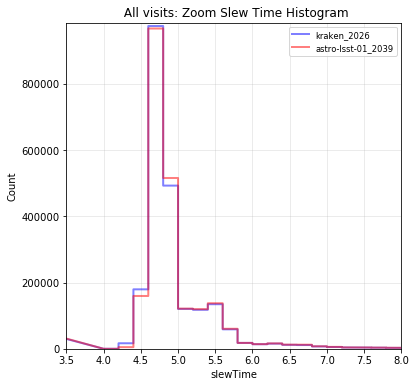 All visits: Zoom Slew Time Histogram
kraken_2026
astro-lsst-01_2039
Count
800000
600000
400000
200000
0
3.5 4.0 4.5 5.0 5.5 6.0 6.5 7.0 7.5 8.0
slewTime